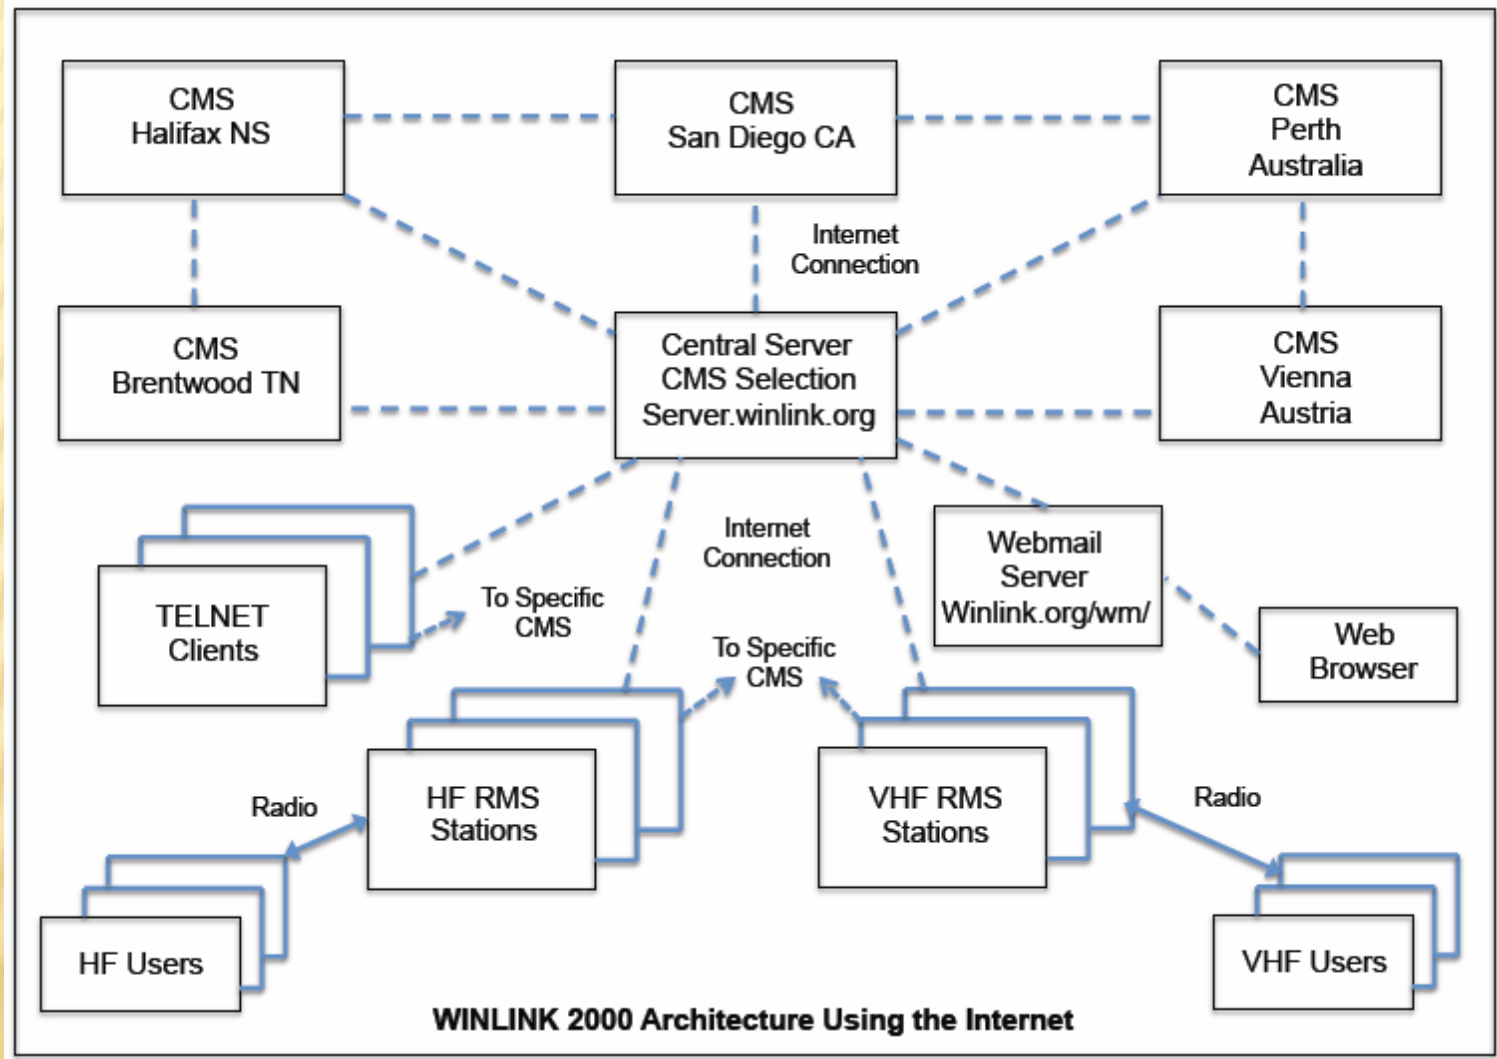 CMS
Halifax NS
CMS
San Diego CA
CMS
Perth
Australia
Internet
Connection
CMS
Brentwood TN
Central Server
CMS Selection
Server.winlink.org
CMS
Vienna
Austria
TELNET
Clients
To Specific
CMS
Internet
Connection
Webmail
Server
Winlink.org/wm/
Web
Browser
To Specific
CMS
Radio
HF RMS
Stations
VHF RMS
Stations
Radio
HF Users
VHF Users
WINLINK 2000 Architecture Using the Internet